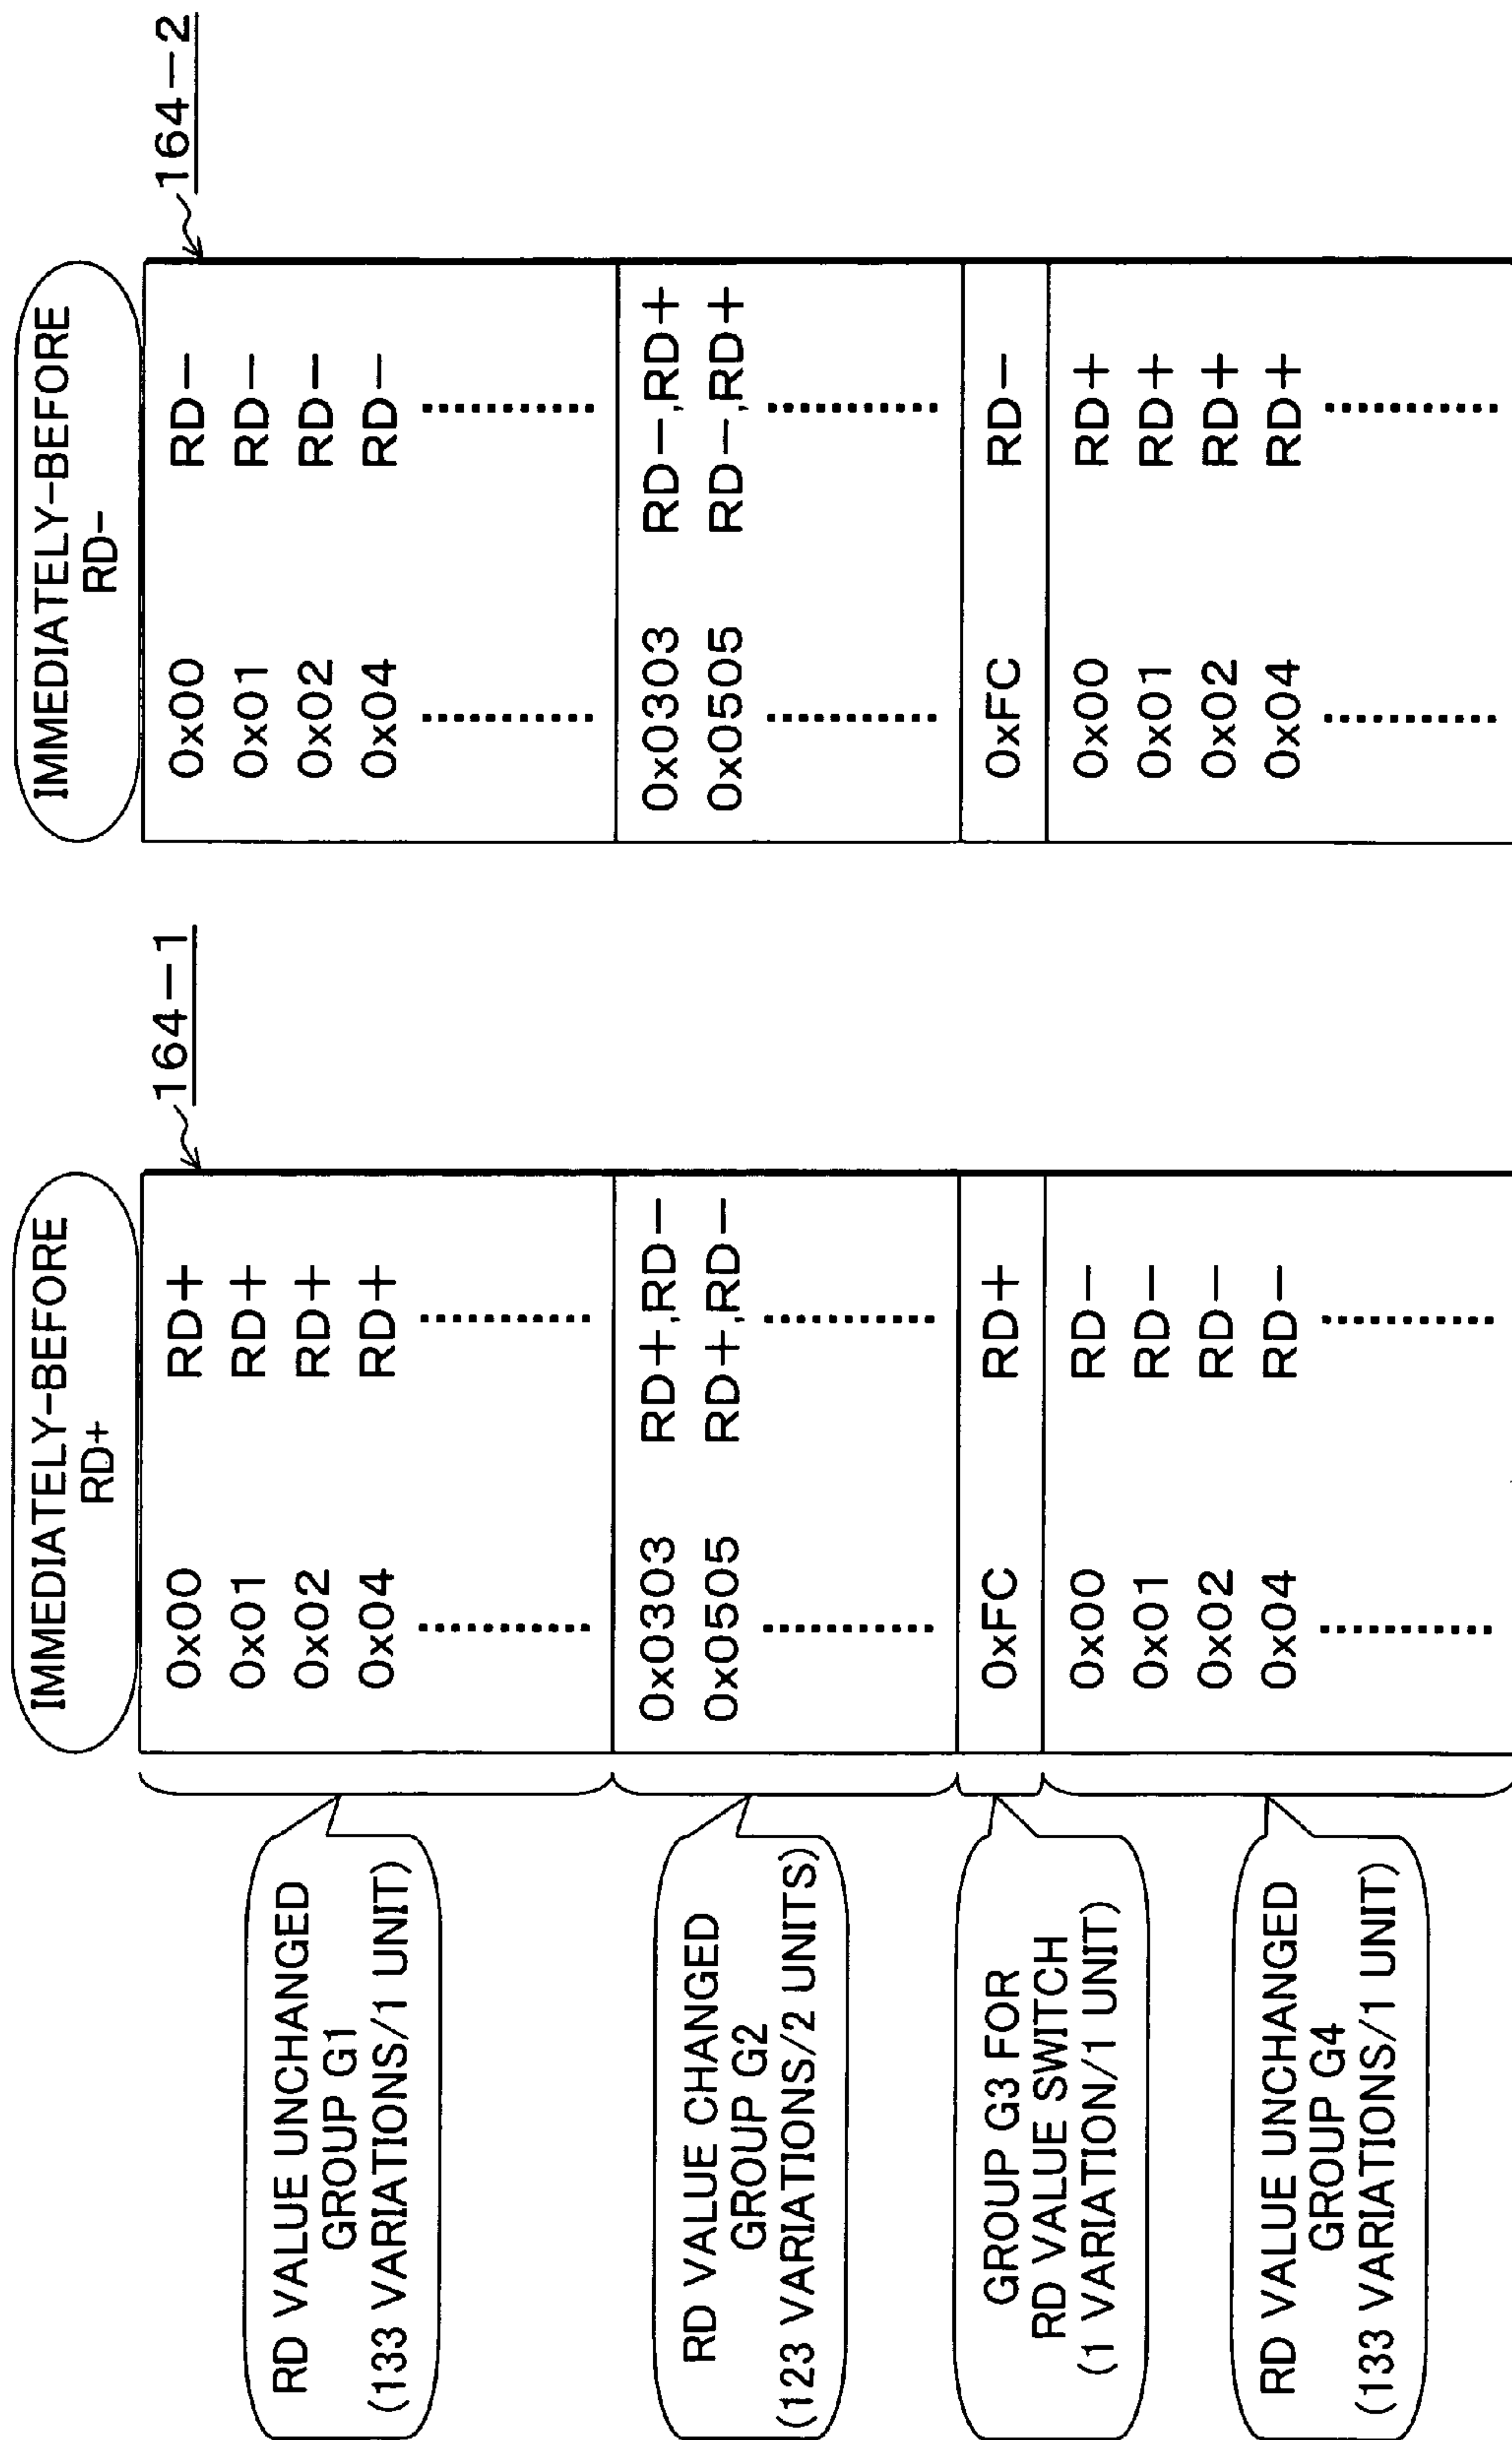 IMMEDIATELY-BEFORE
RD+
164-1
0x00 RD+
0x01 RD+
0x02 RD+
0x04 RD+
0x0303 RD+,RD-
0x0505 RD+,RD-
0xFC RD+
0x00 RD-
0x01 RD-
0x02 RD-
0x04 RD-
IMMEDIATELY-BEFORE
RD-
164-2
0x00 RD-
0x01 RD-
0x02 RD-
0x04 RD-
0x0303 RD-,RD+
0x0505 RD-,RD+
0xFC RD-
0x00 RD+
0x01 RD+
0x02 RD+
0x04 RD+
RD VALUE UNCHANGED
GROUP G1
(133 VARIATIONS/1 UNIT)
RD VALUE CHANGED
GROUP G2
(123 VARIATIONS/2 UNITS)
GROUP G3 FOR
RD VALUE SWITCH
(1 VARIATION/1 UNIT)
RD VALUE UNCHANGED
GROUP G4
(133 VARIATIONS/1 UNIT)